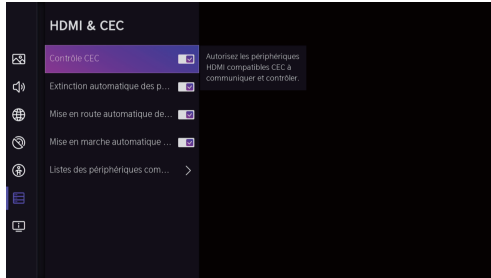 HDMI & CEC
Contrôle CEC
Autorisez les périphériques
HDMI compatibles CEC à
communiquer et contrôler.
Extinction automatique des p...
Mise en route automatique de...
Mise en marche automatique ...
Listes des périphériques com...